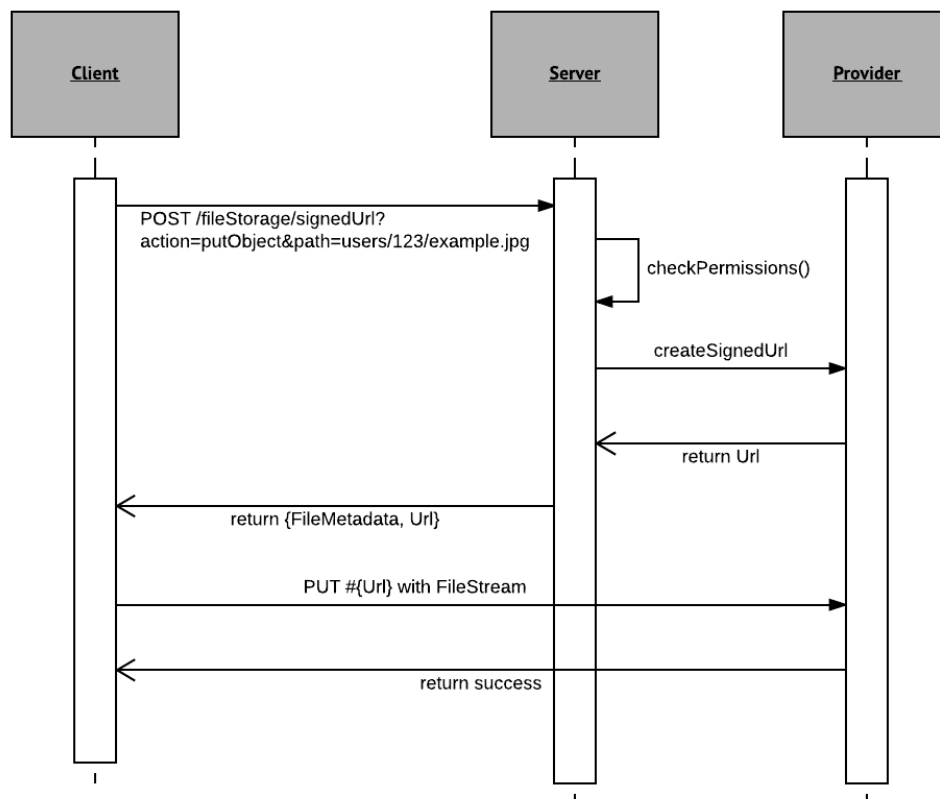 Client
Server
Provider
POST /fileStorage/signedUrl?
action=putObject&path=users/123/example.jpg
checkPermissions()
createSignedUrl
return Url
return {FileMetadata, Url}
PUT #{Url} with FileStream
return success